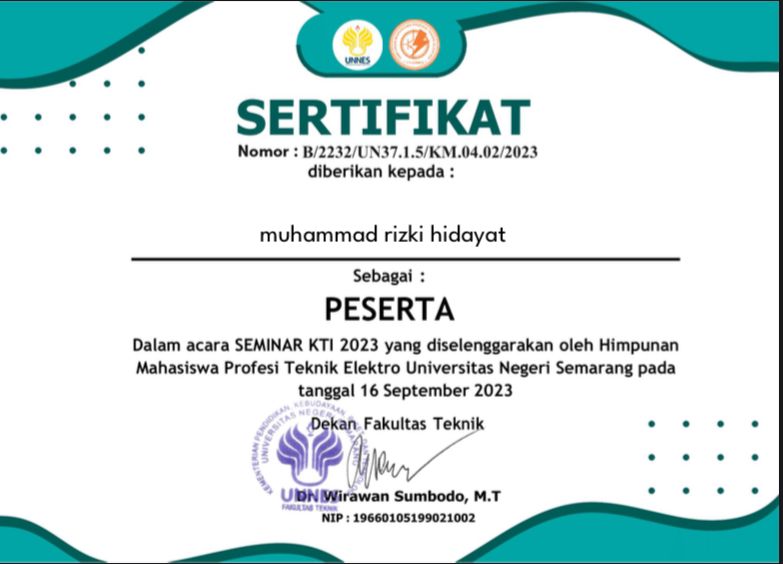 UNNES
SERTIFIKAT
Nomor : B/2232/UN37.1.5/KM.04.02/2023
diberikan kepada :
muhammad rizki hidayat
Sebagai :
PESERTA
Dalam acara SEMINAR KTI 2023 yang diselenggarakan oleh Himpunan
Mahasiswa Profesi Teknik Elektro Universitas Negeri Semarang pada
tanggal 16 September 2023
Dekan Fakultas Teknik
KEMENTERIAN PENDIDIKAN, KEBUDAYAAN,
UNIVERSITAS NEGERI SEMARANG
UNNES
FAKULTAS TEKNIK
Dr. Wirawan Sumbodo, M.T
NIP : 19660105199021002